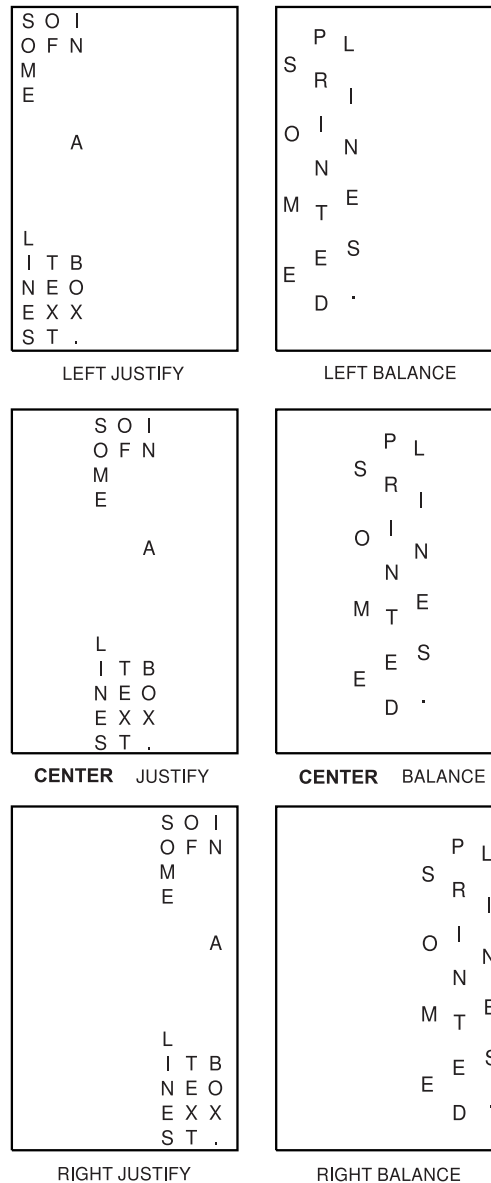 SOME LINES
OF TEXT
IN A BOX.
LEFT JUSTIFY
SOME
PRINTED
LINES.
LEFT BALANCE
SOME LINES
OF TEXT
IN A BOX.
CENTER JUSTIFY
SOME
PRINTED
LINES.
CENTER BALANCE
SOME LINES
OF TEXT
IN A BOX.
RIGHT JUSTIFY
SOME
PRINTED
LINES.
RIGHT BALANCE